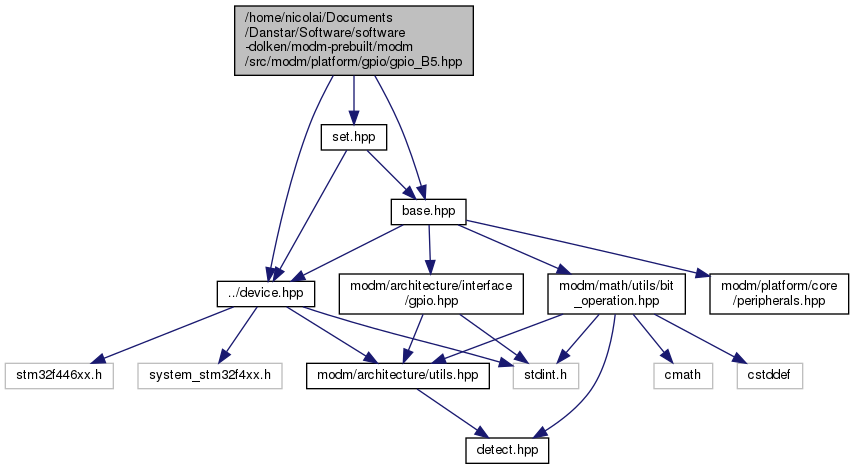 /home/nicolai/Documents
/Danstar/Software/software
-dolken/modm-prebuilt/modm
/src/modm/platform/gpio/gpio_B5.hpp
set.hpp
base.hpp
../device.hpp
modm/architecture/interface
/gpio.hpp
modm/math/utils/bit
_operation.hpp
modm/platform/core
/peripherals.hpp
stm32f446xx.h
system_stm32f4xx.h
modm/architecture/utils.hpp
stdint.h
cmath
cstddef
detect.hpp